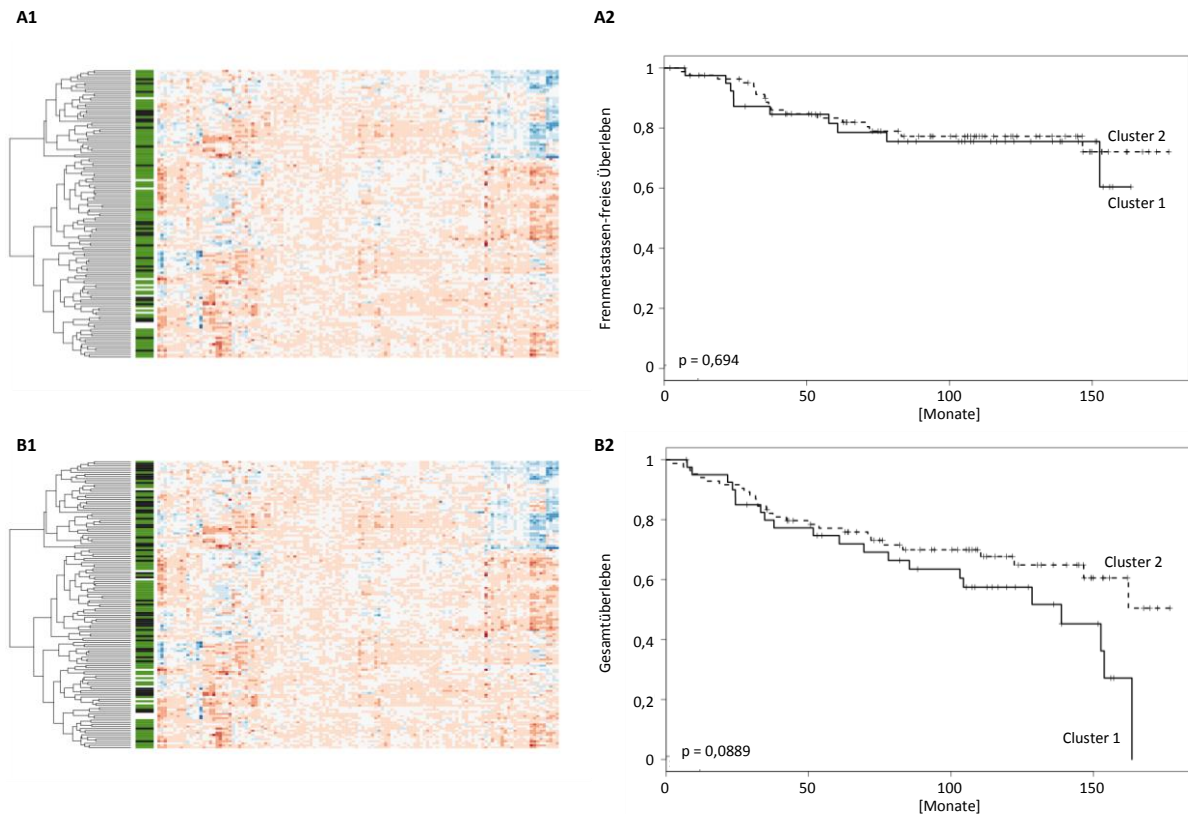 A1
A2
Frenmetastasen-freies Überleben
1
0,8
0,6
0,4
0,2
0
Cluster 2
Cluster 1
p = 0,694
0
50
100
150
[Monate]
B1
B2
Gesamtüberleben
1
0,8
0,6
0,4
0,2
0
Cluster 2
Cluster 1
p = 0,0889
0
50
100
150
[Monate]